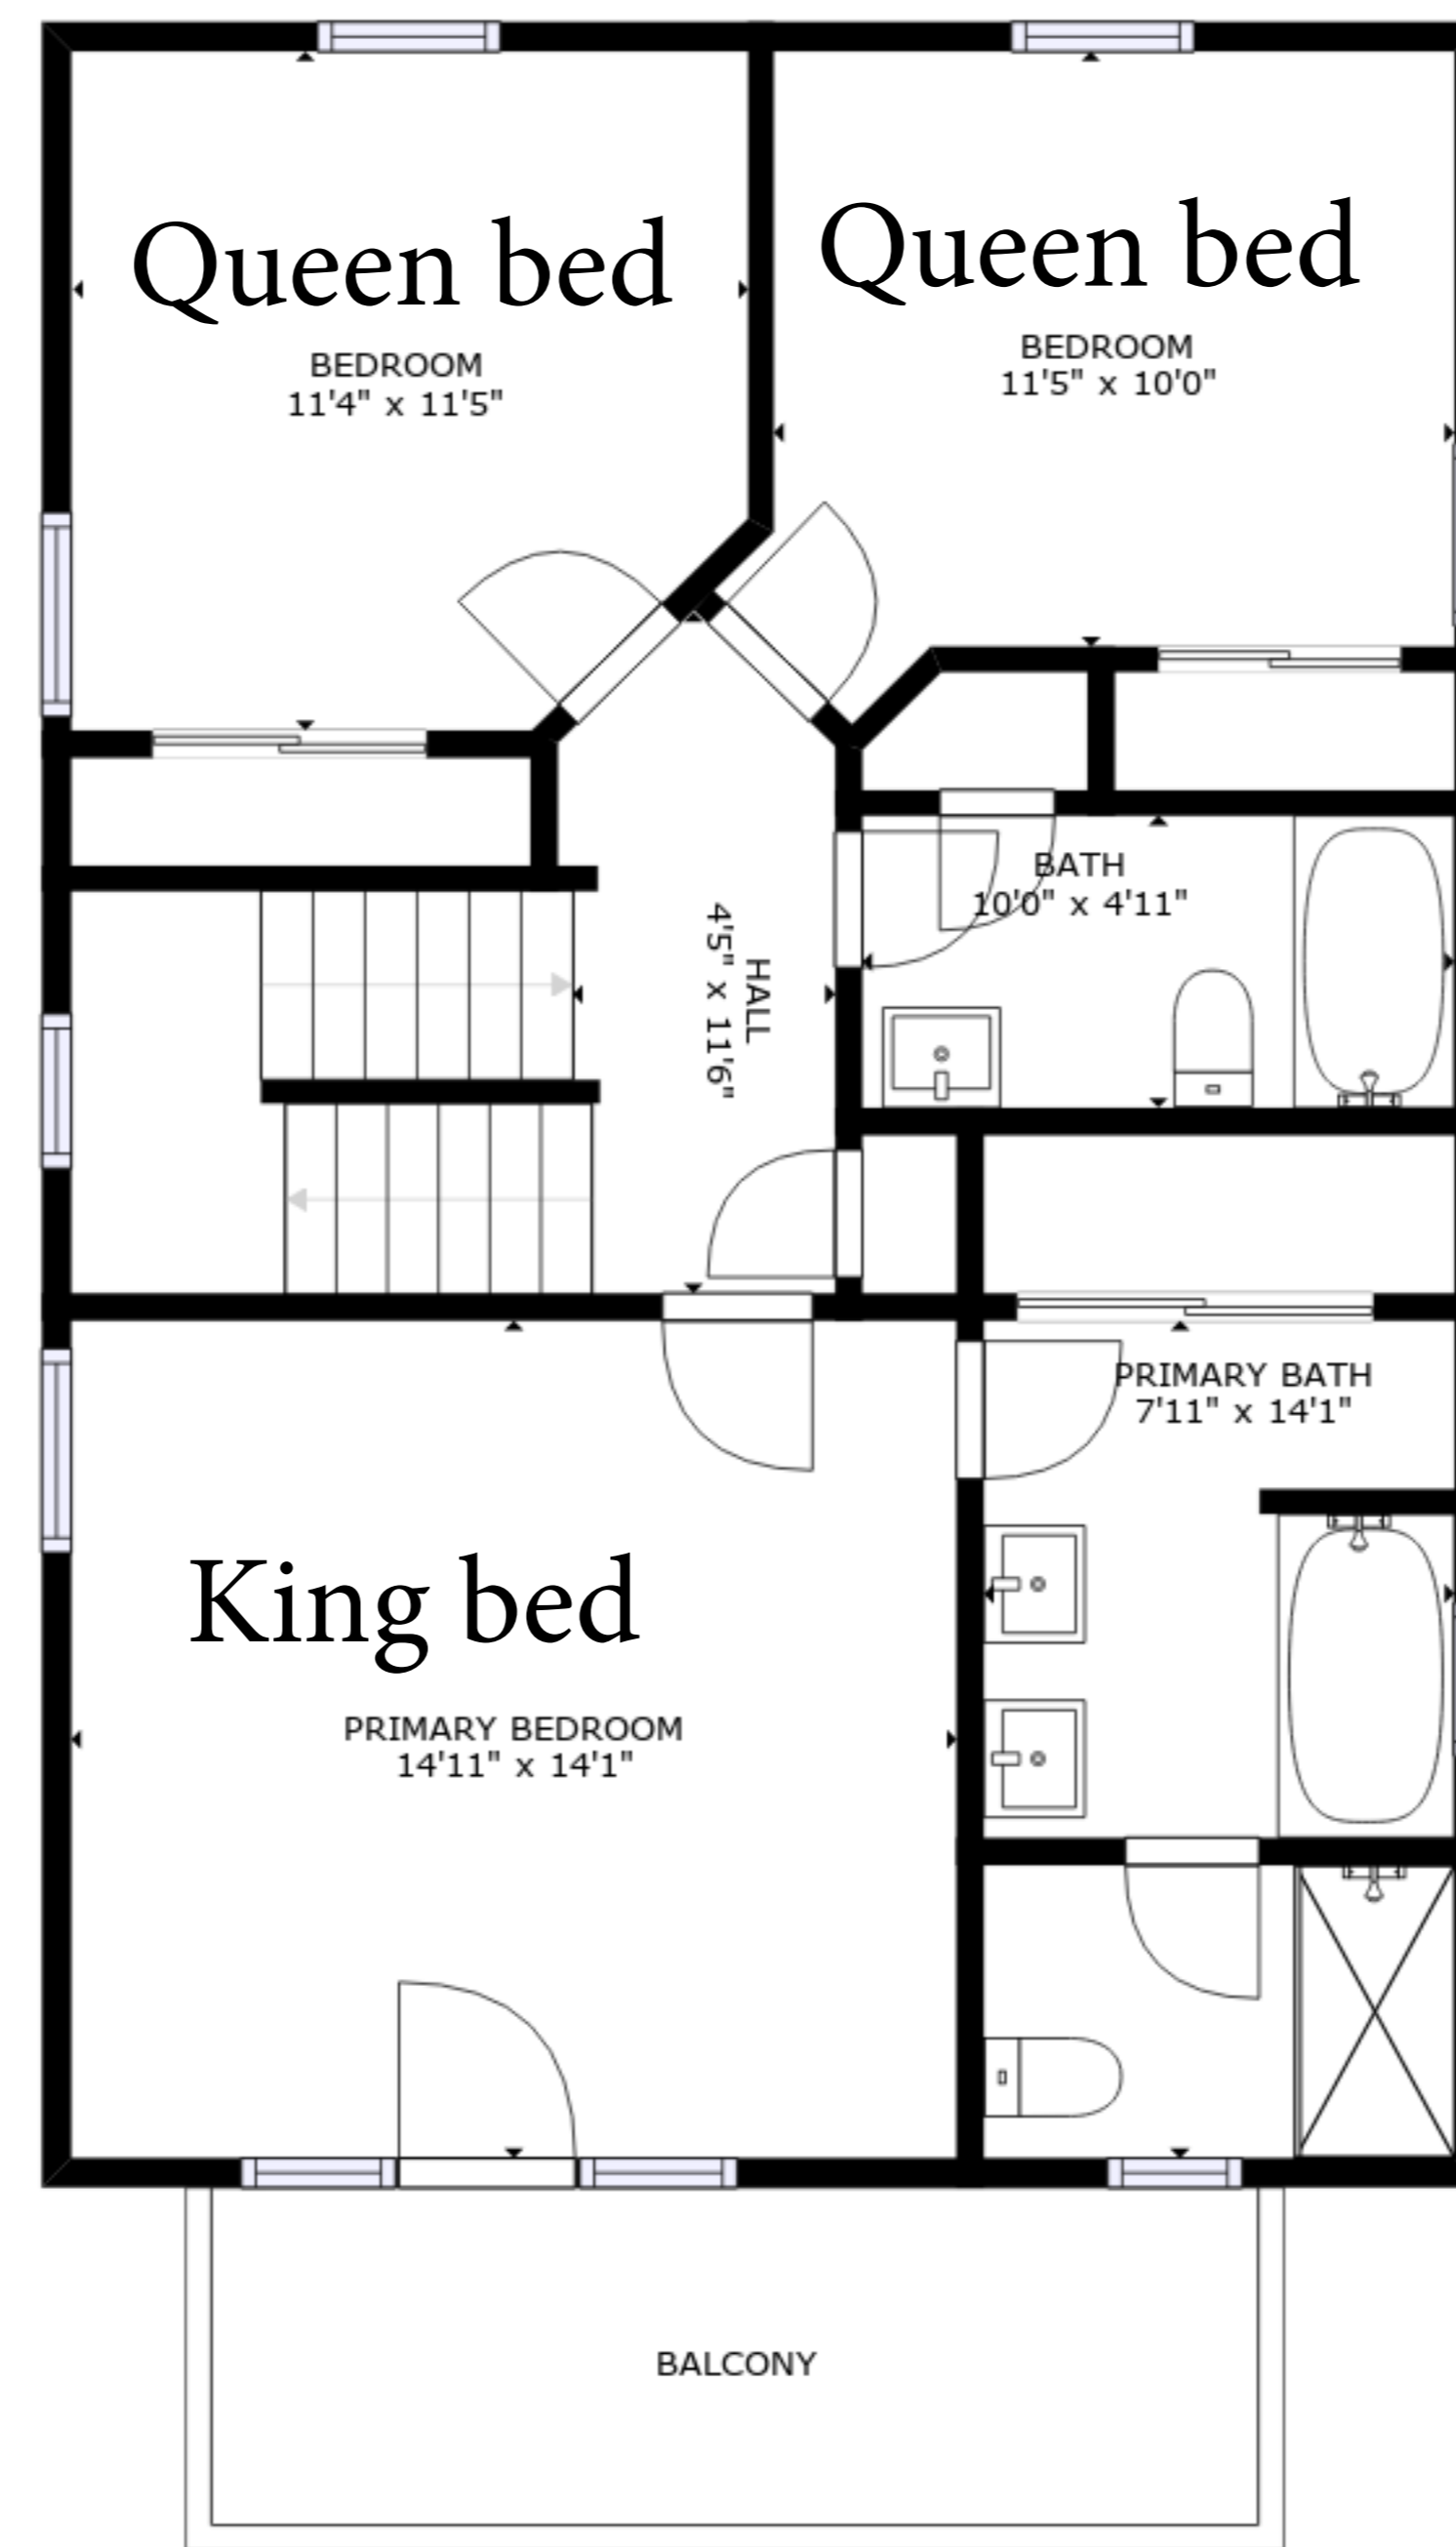 Queen bed
BEDROOM
11'4" x 11'5"
Queen bed
BEDROOM
11'5" x 10'0"
BATH
10'0" x 4'11"
HALL
4'5" x 11'6"
PRIMARY BATH
7'11" x 14'1"
King bed
PRIMARY BEDROOM
14'11" x 14'1"
BALCONY